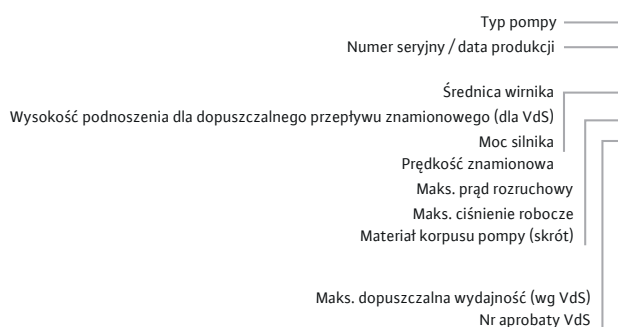 Typ pompy
Numer seryjny / data produkcji
Średnica wirnika
Wysokość podnoszenia dla dopuszczalnego przepływu znamionowego (dla VdS)
Moc silnika
Prędkość znamionowa
Maks. prąd rozruchowy
Maks. ciśnienie robocze
Materiał korpusu pompy (skrót)
Maks. dopuszczalna wydajność (wg VdS)
Nr aprobaty VdS